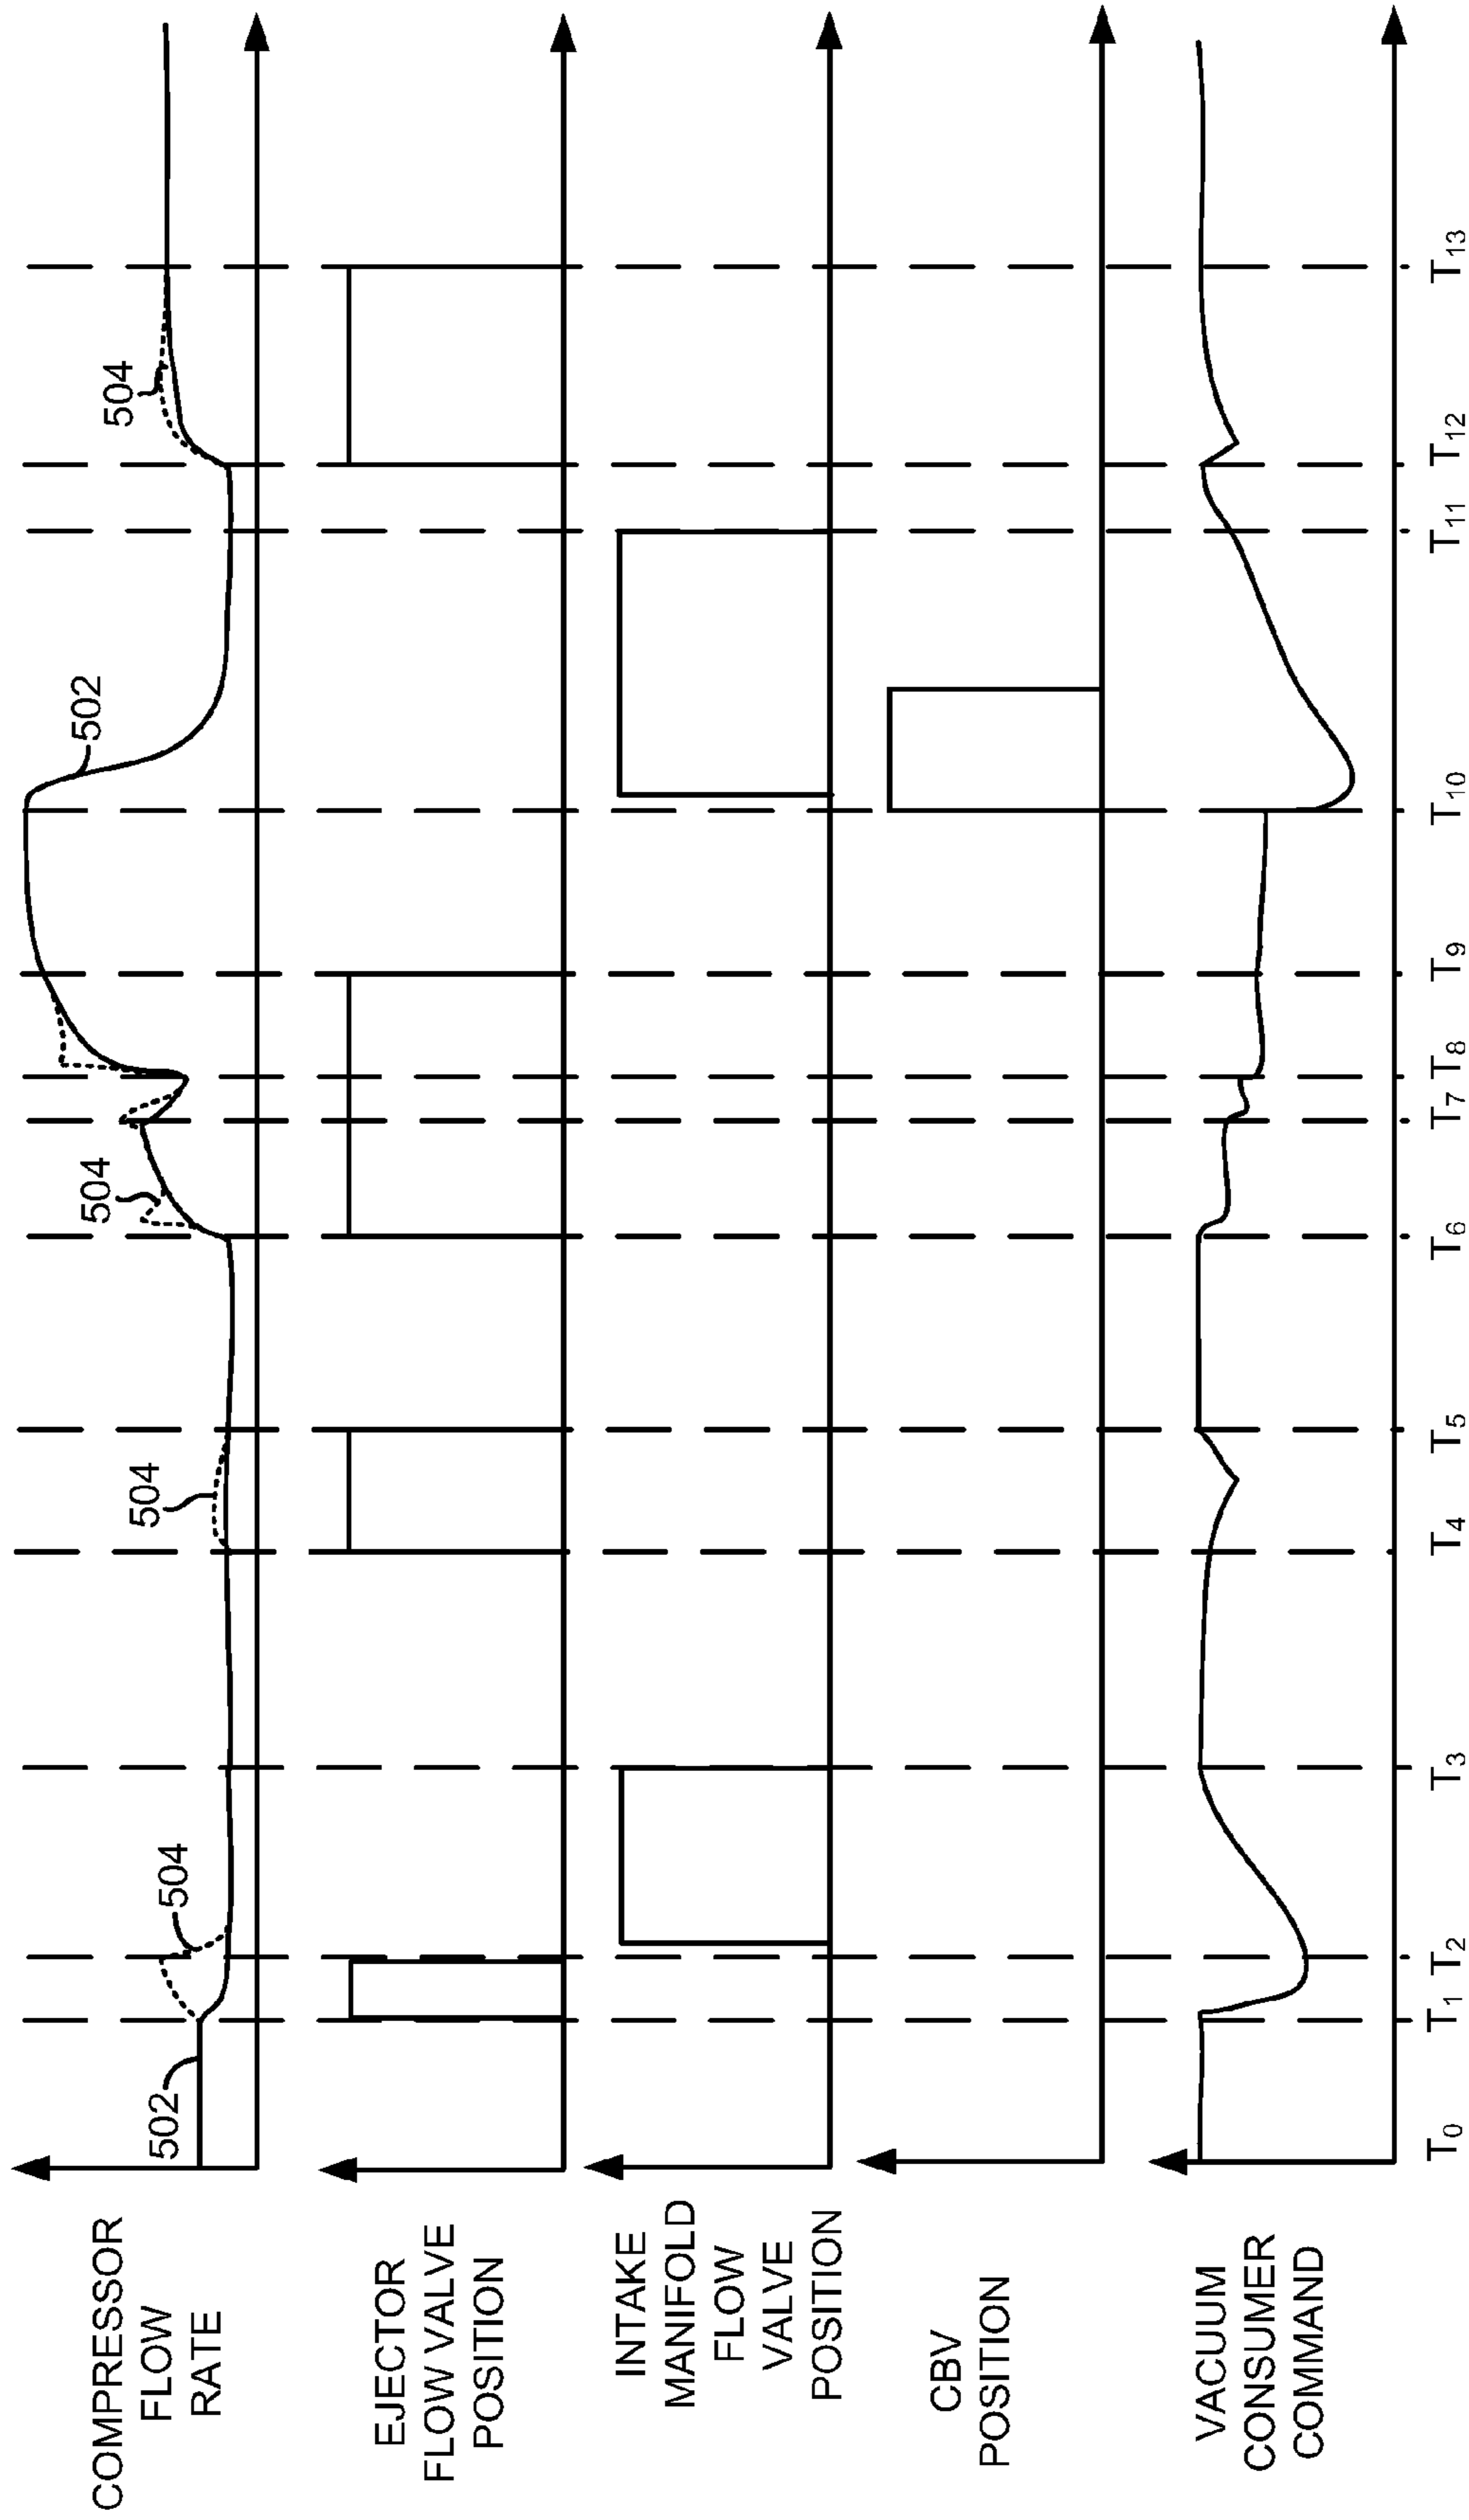 COMPRESSOR
FLOW
RATE
502
504
504
504
502
504
EJECTOR
FLOW VALVE
POSITION
INTAKE
MANIFOLD
FLOW
VALVE
POSITION
CBV
POSITION
VACUUM
CONSUMER
COMMAND
T0 T1 T2 T3 T4 T5 T6 T7 T8 T9 T10 T11 T12 T13